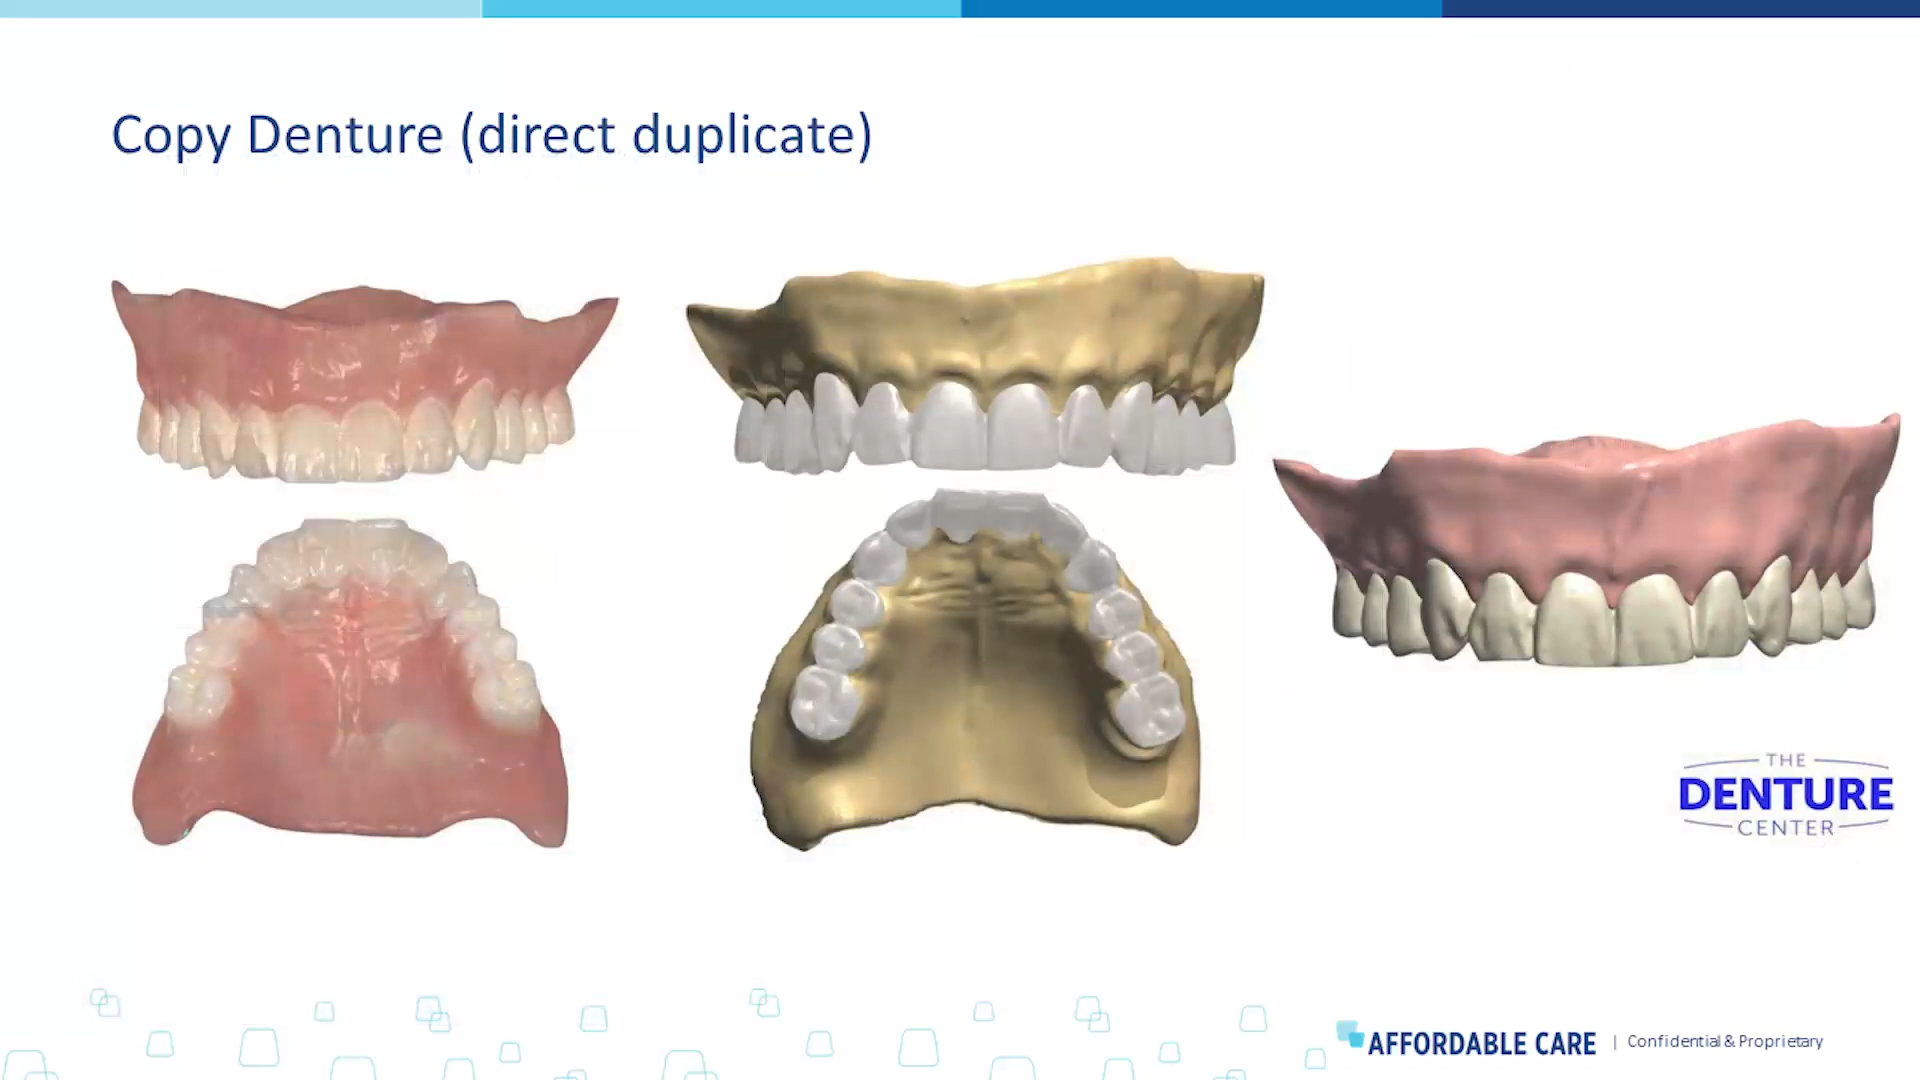 Copy Denture (direct duplicate)
THE
DENTURE
CENTER
AFFORDABLE CARE | Confidential & Proprietary